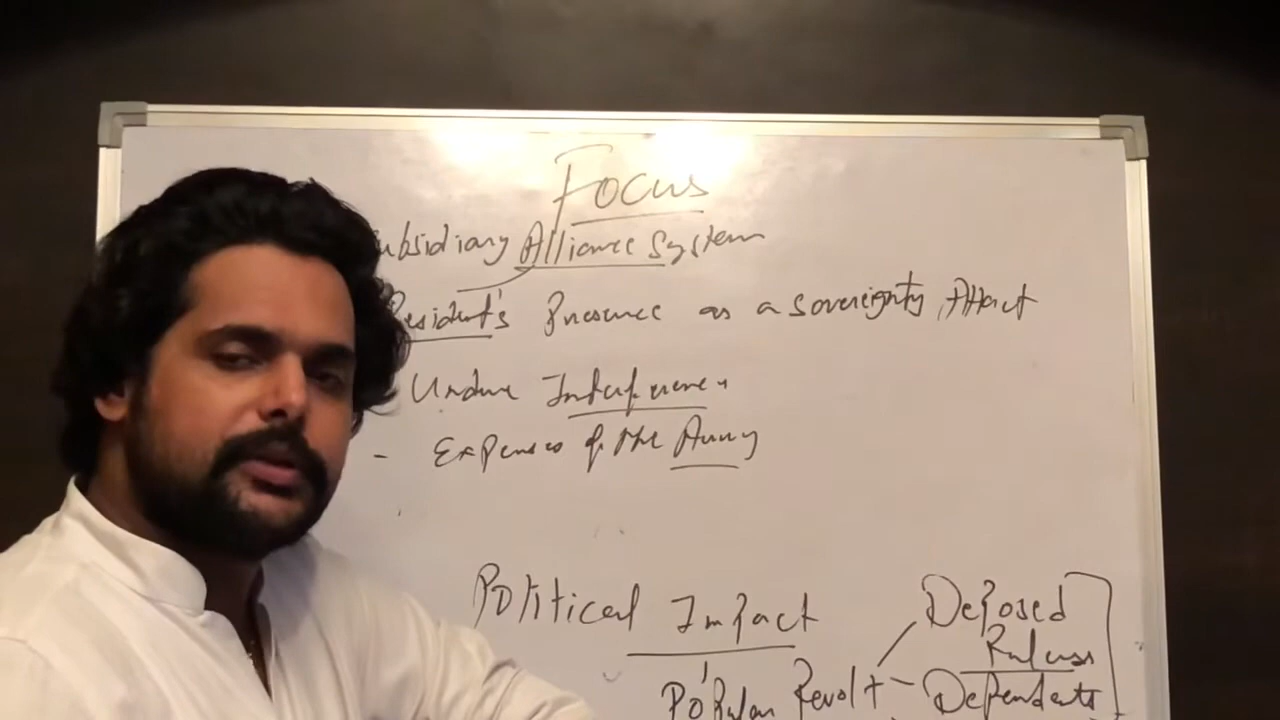 Focus
ubsidiary Alliance System
Resident's Presence as a sovereignty
Undue Interference
- Expenses of the Army
Political Impact
Deposed
Rulers
Popular Revolt - Dependents